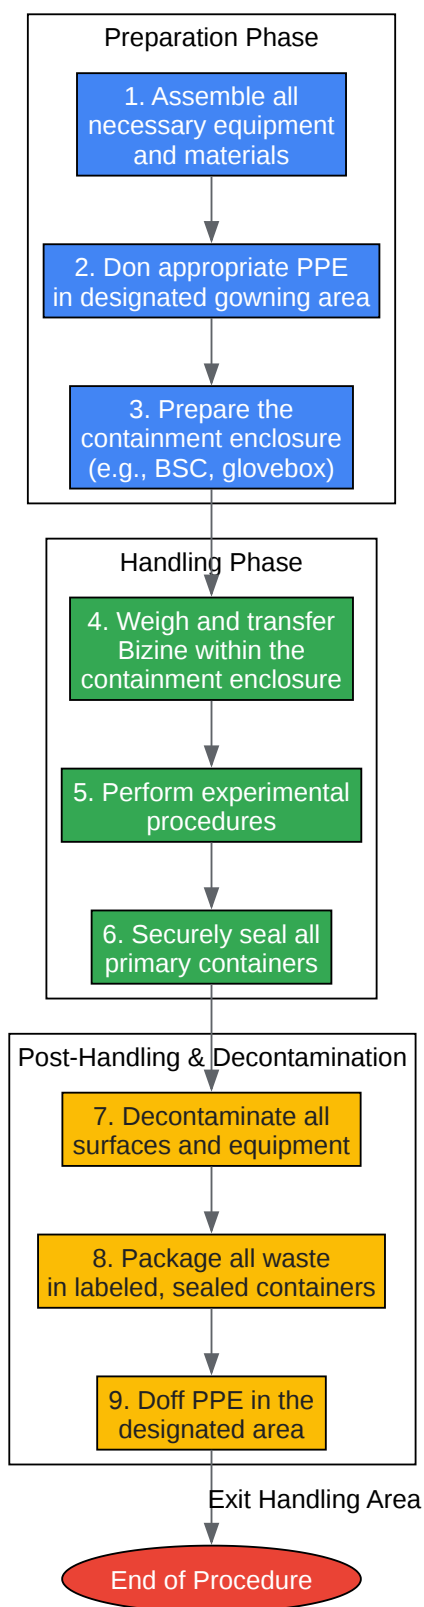 Preparation Phase
1. Assemble all
necessary equipment
and materials
2. Don appropriate PPE
in designated gowning area
3. Prepare the
containment enclosure
(e.g., BSC, glovebox)
Handling Phase
4. Weigh and transfer
Bizine within the
containment enclosure
5. Perform experimental
procedures
6. Securely seal all
primary containers
Post-Handling & Decontamination
7. Decontaminate all
surfaces and equipment
8. Package all waste
in labeled, sealed containers
9. Doff PPE in the
designated area
Exit Handling Area
End of Procedure